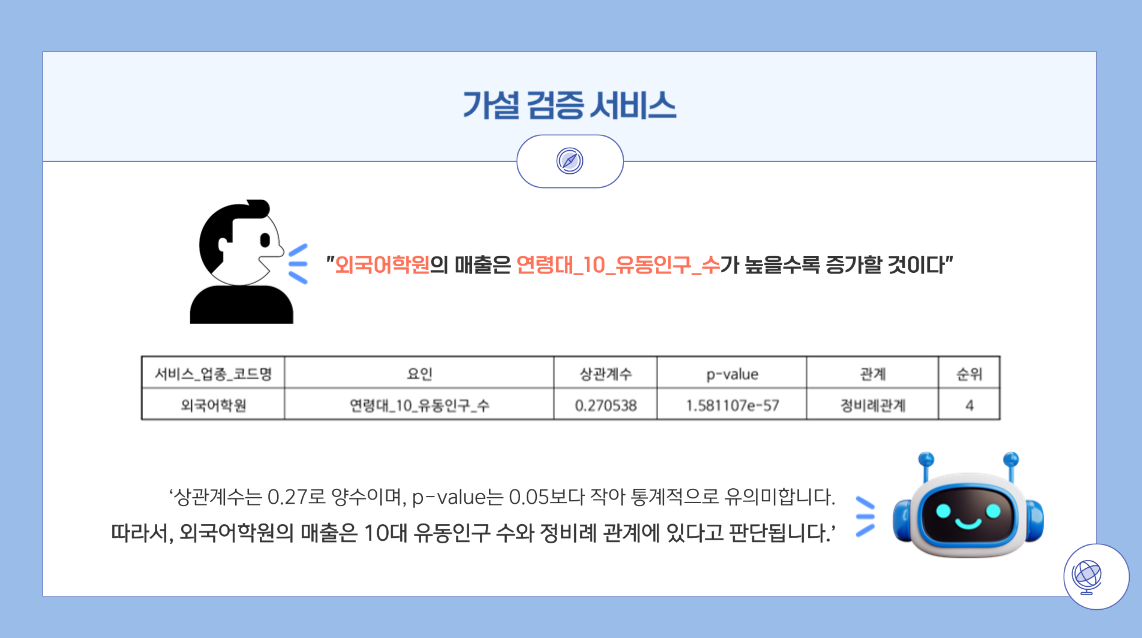 가설 검증 서비스
"외국어학원의 매출은 연령대_10_유동인구_수가 높을수록 증가할 것이다"
서비스_업종_코드명 요인 상관계수 p-value 관계 순위
외국어학원 연령대_10_유동인구_수 0.270538 1.581107e-57 정비례관계 4
‘상관계수는 0.27로 양수이며, p-value는 0.05보다 작아 통계적으로 유의미합니다.
따라서, 외국어학원의 매출은 10대 유동인구 수와 정비례 관계에 있다고 판단됩니다.’